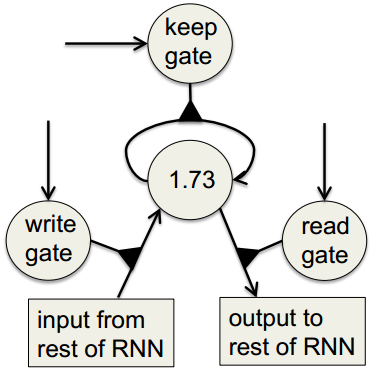 keep
gate
1.73
write
gate
read
gate
input from
rest of RNN
output to
rest of RNN